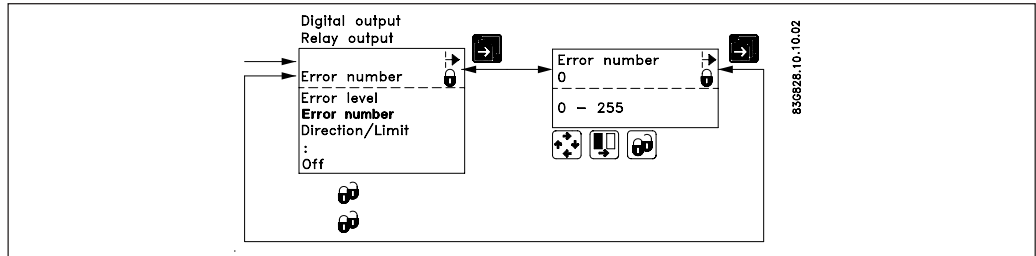 Digital output
Relay output
Error number
Error level
Error number
Direction/Limit
:
Off
Error number
0
0 – 255
83G828.10.10.02